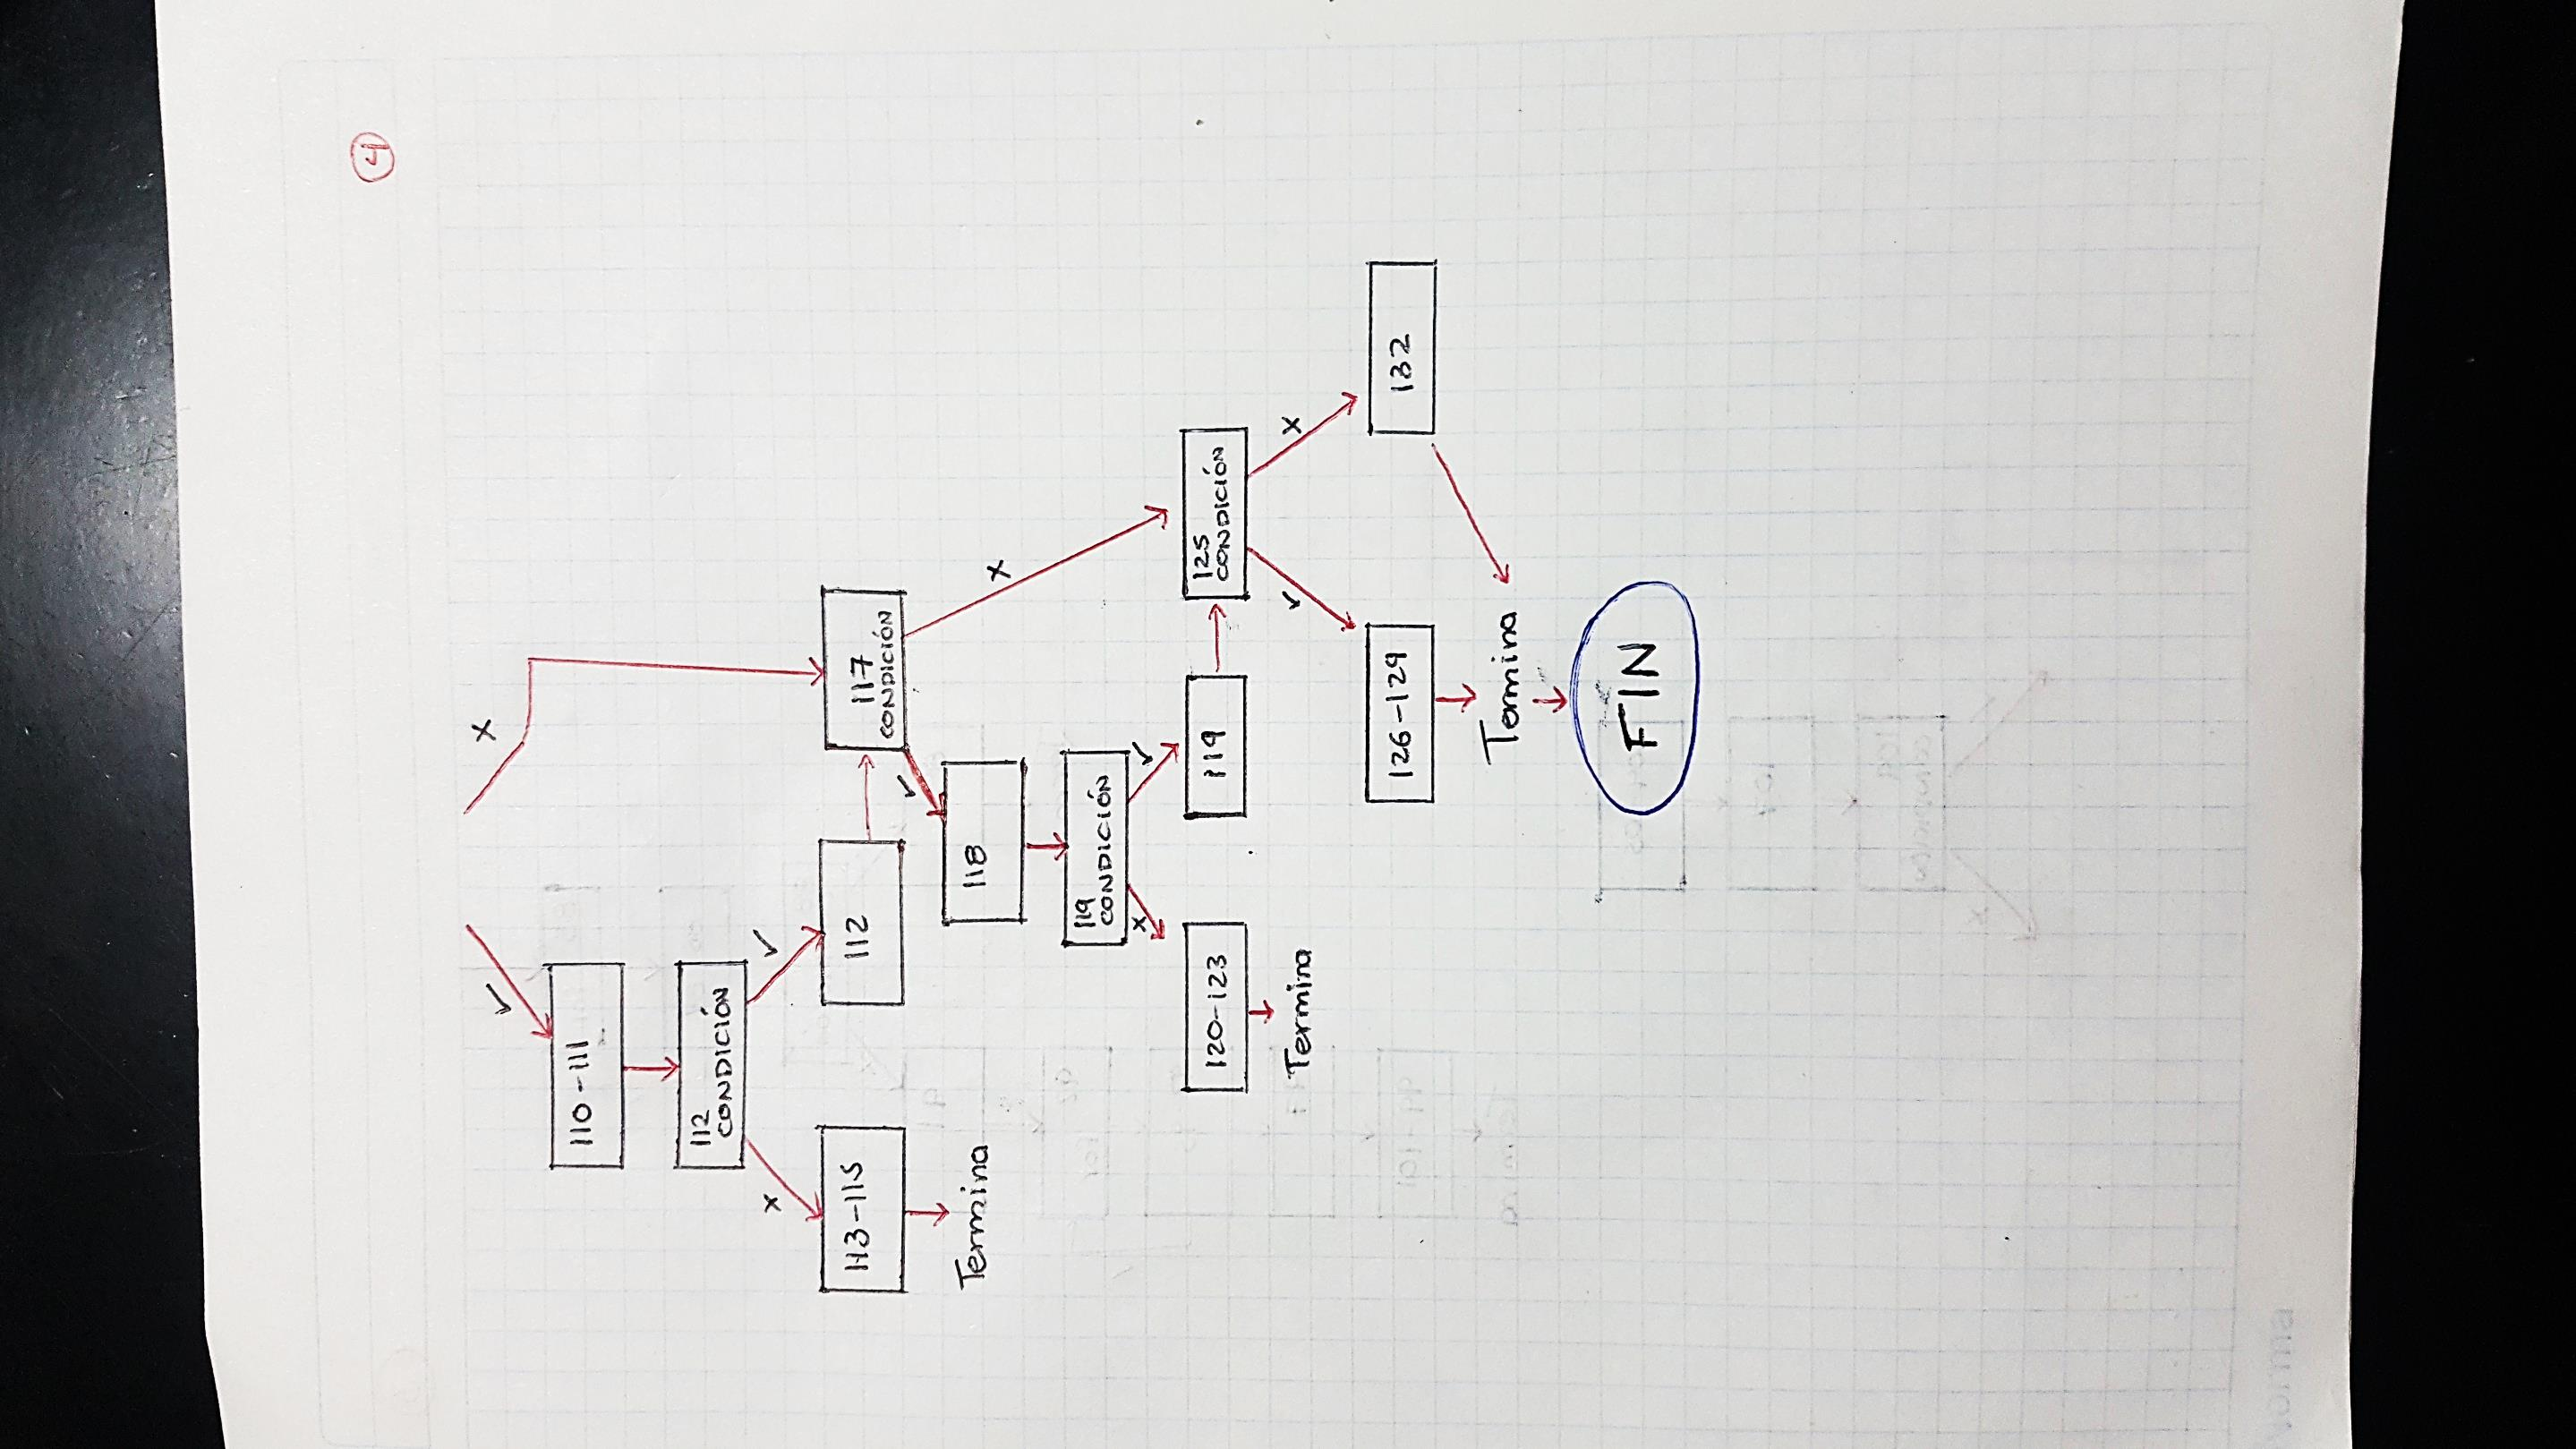 4
x
✓
110-111
112
CONDICIÓN
x
✓
113-115
112
117
CONDICIÓN
Termina
✓
x
118
119
CONDICIÓN
x
✓
120-123
119
125
CONDICIÓN
Termina
✓
x
126-129
132
Termina
FIN